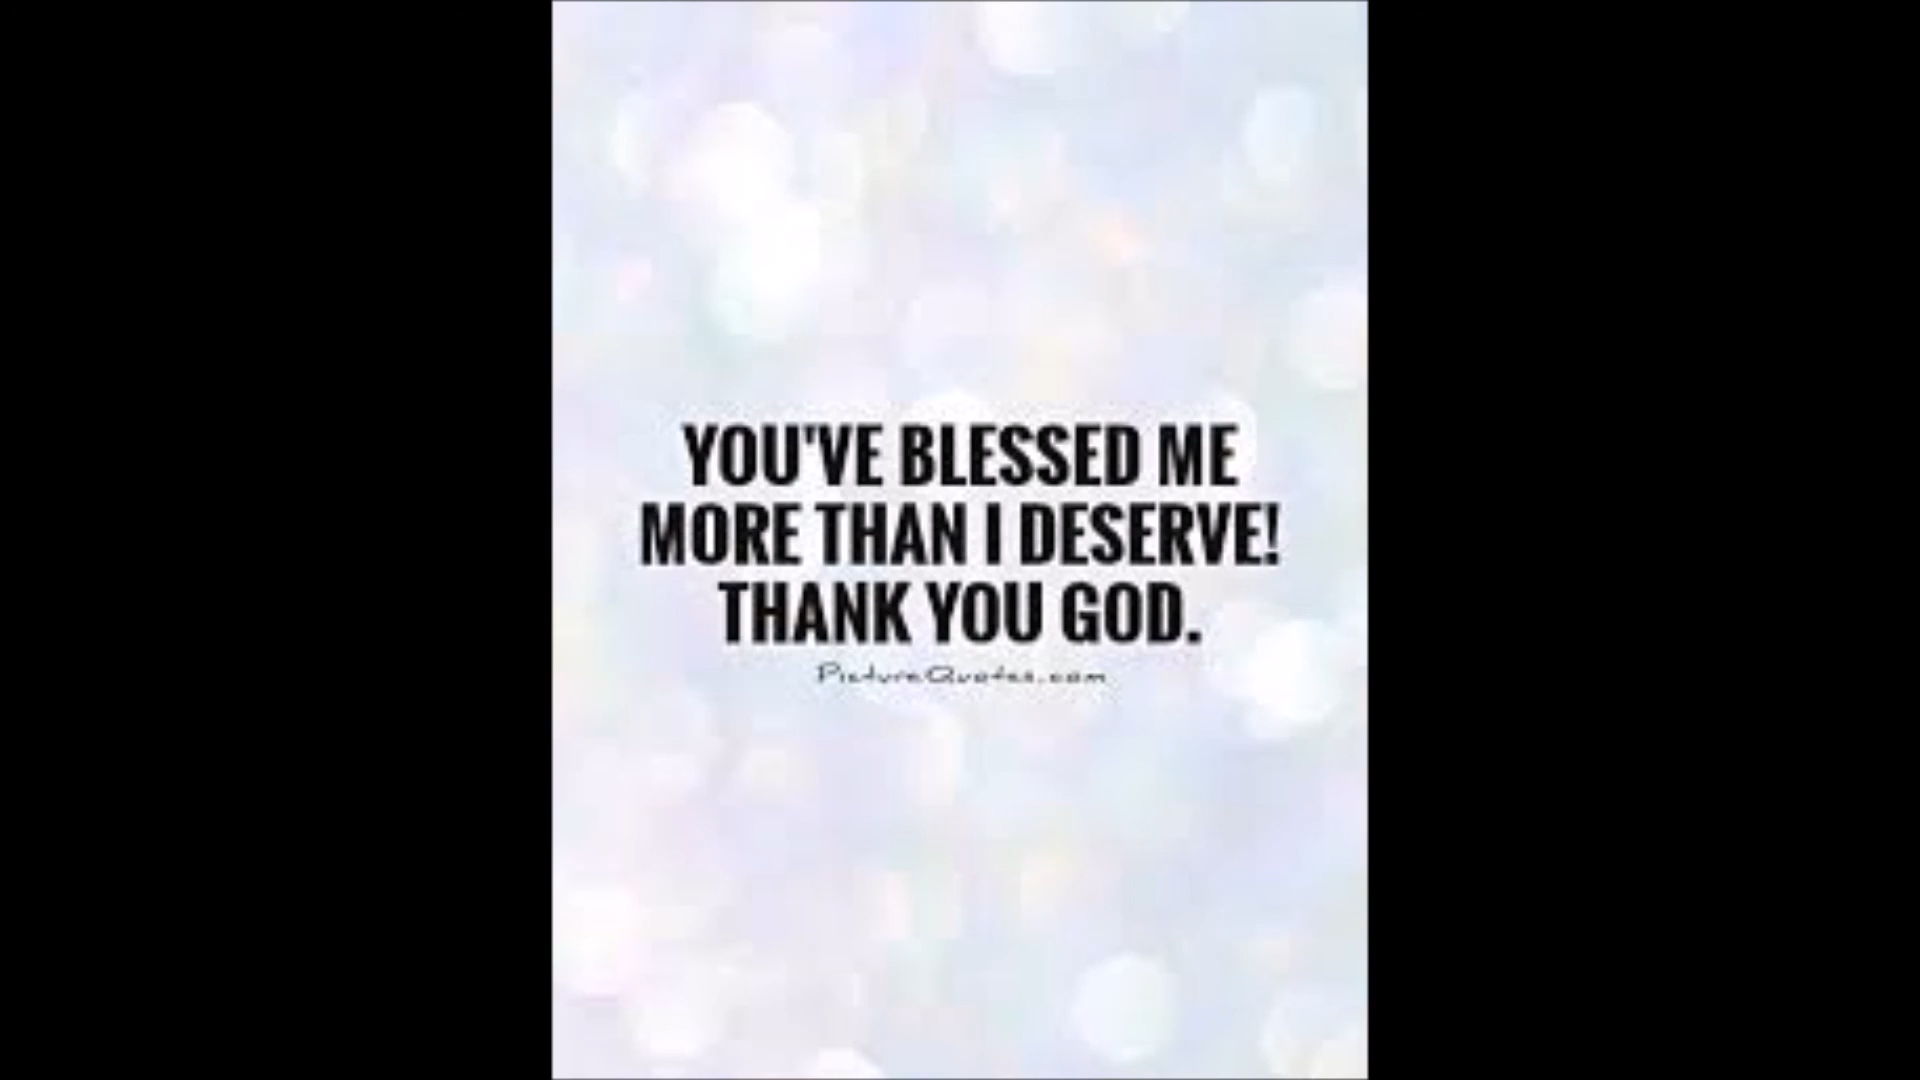 YOU'VE BLESSED ME
MORE THAN I DESERVE!
THANK YOU GOD.
PictureQuotes.com